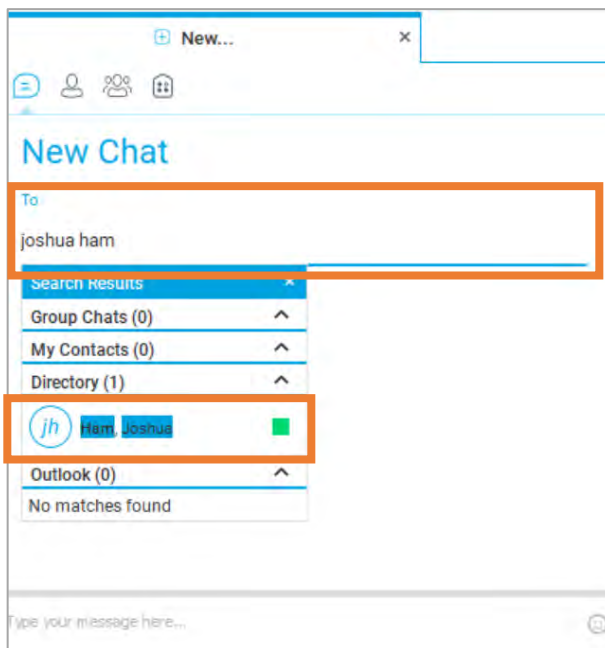 New...
New Chat
To
joshua ham
Search Results
Group Chats (0)
My Contacts (0)
Directory (1)
jh Ham, Joshua
Outlook (0)
No matches found
Type your message here...